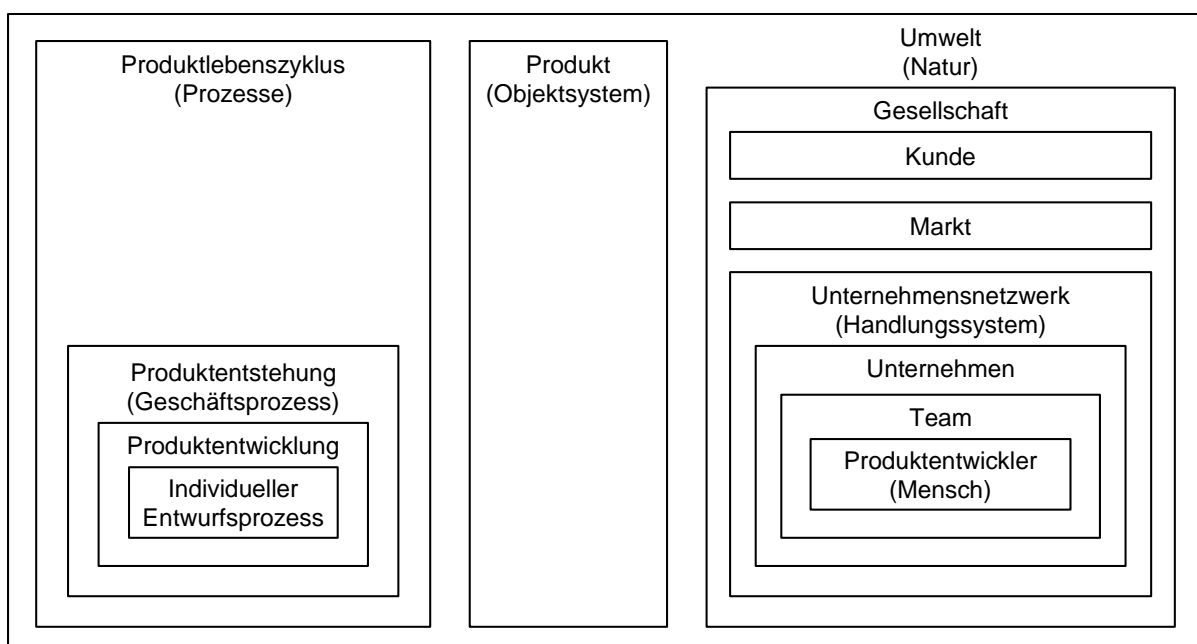 Produktlebenszyklus
(Prozesse)
Produktentstehung
(Geschäftsprozess)
Produktentwicklung
Individueller
Entwurfsprozess
Produkt
(Objektsystem)
Umwelt
(Natur)
Gesellschaft
Kunde
Markt
Unternehmensnetzwerk
(Handlungssystem)
Unternehmen
Team
Produktentwickler
(Mensch)